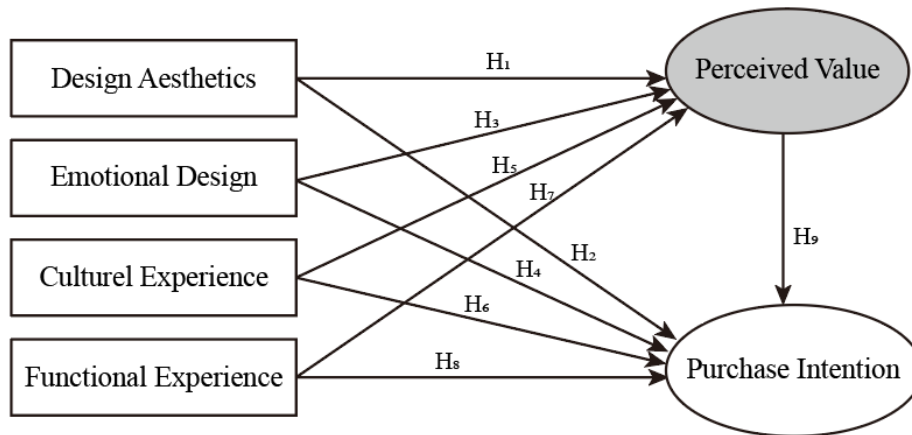 Design Aesthetics
Emotional Design
Culturel Experience
Functional Experience
H₁
H₃
H₅
H₇
H₂
H₄
H₆
H₈
Perceived Value
H₉
Purchase Intention